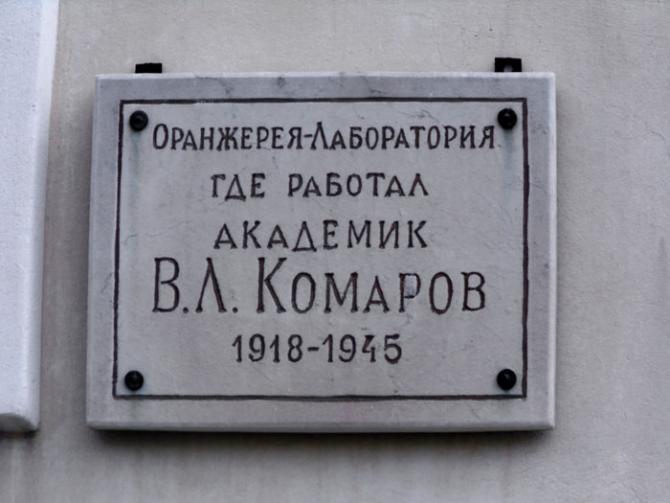 Оранжерея-Лаборатория
где работал
академик
В.Л. Комаров
1918-1945